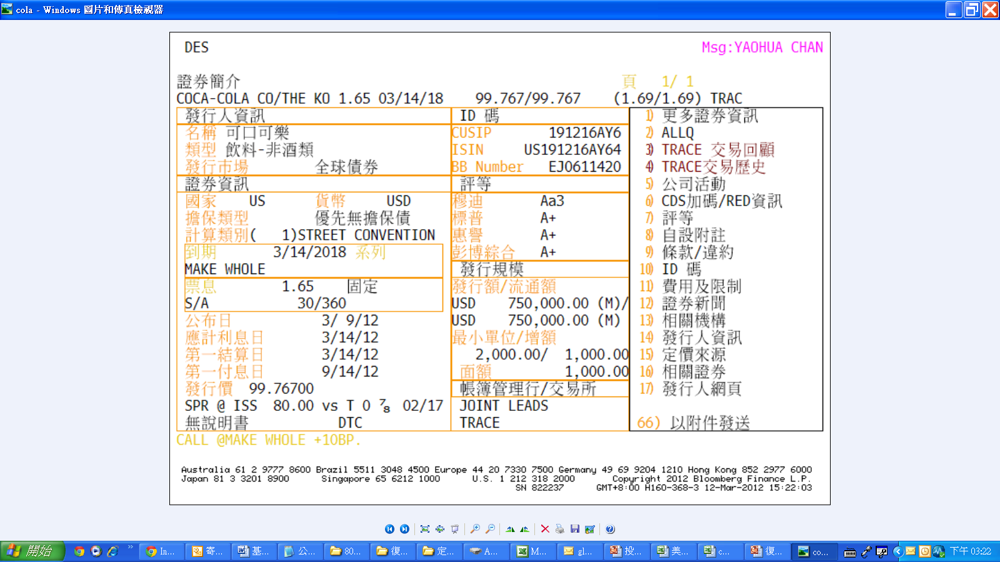 cola - Windows 圖片和傳真檢視器
DES Msg:YAOHUA CHAN
證券簡介 頁 1/ 1
COCA-COLA CO/THE KO 1.65 03/14/18 99.767/99.767 (1.69/1.69) TRAC
發行人資訊 ID 碼 1) 更多證券資訊
名稱 可口可樂 CUSIP 191216AY6 2) ALLQ
類型 飲料-非酒類 ISIN US191216AY64 3) TRACE 交易回顧
發行市場 全球債券 BB Number EJ0611420 4) TRACE交易歷史
證券資訊 評等 5) 公司活動
國家 US 貨幣 USD 穆迪 Aa3 6) CDS加碼/RED資訊
擔保類型 優先無擔保債 標普 A+ 7) 評等
計算類別( 1)STREET CONVENTION 惠譽 A+ 8) 自設附註
到期 3/14/2018 系列 彭博綜合 A+ 9) 條款/違約
MAKE WHOLE 發行規模 10) ID 碼
票息 1.65 固定 發行額/流通額 11) 費用及限制
S/A 30/360 USD 750,000.00 (M)/ 12) 證券新聞
公布日 3/ 9/12 USD 750,000.00 (M) 13) 相關機構
應計利息日 3/14/12 最小單位/增額 14) 發行人資訊
第一結算日 3/14/12 2,000.00/ 1,000.00 15) 定價來源
第一付息日 9/14/12 面額 1,000.00 16) 相關證券
發行價 99.76700 帳簿管理行/交易所 17) 發行人網頁
SPR @ ISS 80.00 vs T 0 ⅞ 02/17 JOINT LEADS
無說明書 DTC TRACE 66) 以附件發送
CALL @MAKE WHOLE +10BP.
Australia 61 2 9777 8600 Brazil 5511 3048 4500 Europe 44 20 7330 7500 Germany 49 69 9204 1210 Hong Kong 852 2977 6000
Japan 81 3 3201 8900 Singapore 65 6212 1000 U.S. 1 212 318 2000 Copyright 2012 Bloomberg Finance L.P.
SN 822237 GMT+8:00 H160-368-3 12-Mar-2012 15:22:03
開始 In... 寄... 基... 公... 80... 復... 定... A... M... gl... 投... 美... c... 復... co... 下午 03:22